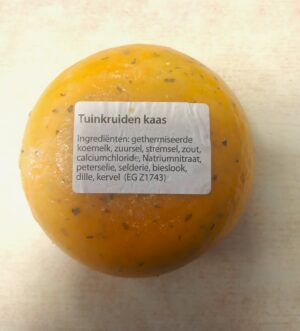 Tuinkruiden kaas
Ingrediënten: gethermiseerde
koemelk, zuursel, stremsel, zout,
calciumchloride, Natriumnitraat,
peterselie, selderie, bieslook,
dille, kervel (EG Z1743)